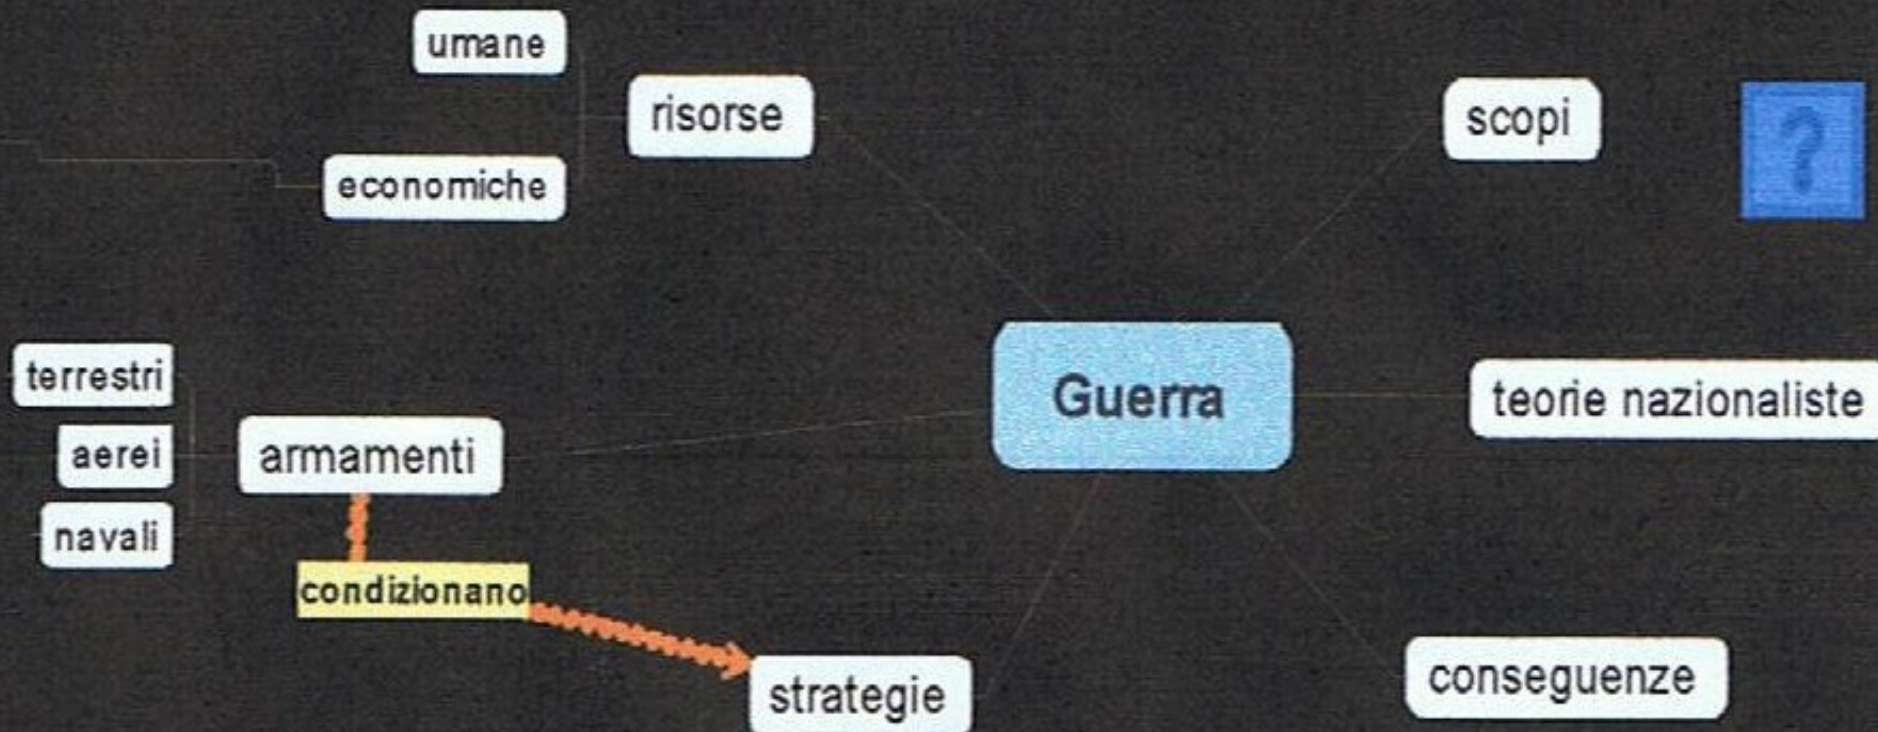 umane
risorse
scopi
?
economiche
terrestri
Guerra
teorie nazionaliste
aerei
armamenti
navali
condizionano
strategie
conseguenze